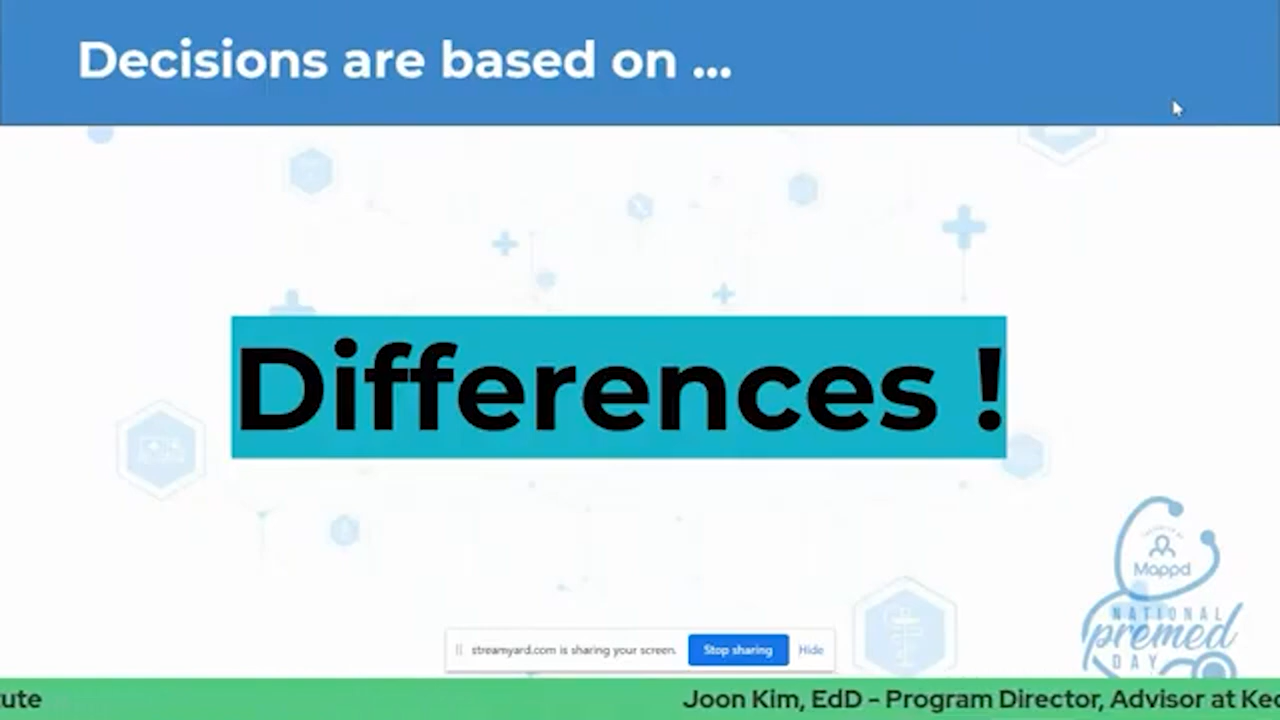 Decisions are based on ...
Differences !
Mappd
NATIONAL
premed
DAY
streamyard.com is sharing your screen.
Stop sharing
Hide
Joon Kim, EdD - Program Director, Advisor at